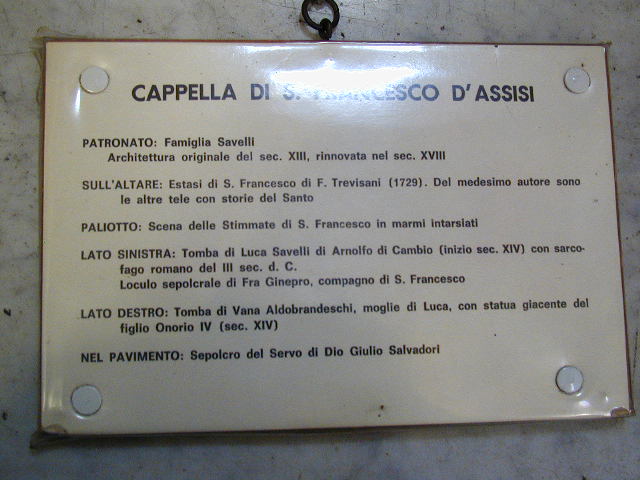 CAPPELLA DI S. FRANCESCO D'ASSISI
PATRONATO: Famiglia Savelli
Architettura originale del sec. XIII, rinnovata nel sec. XVIII
SULL'ALTARE: Estasi di S. Francesco di F. Trevisani (1729). Del medesimo autore sono
le altre tele con storie del Santo
PALIOTTO: Scena delle Stimmate di S. Francesco in marmi intarsiati
LATO SINISTRA: Tomba di Luca Savelli di Arnolfo di Cambio (inizio sec. XIV) con sarco-
fago romano del III sec. d. C.
Loculo sepolcrale di Fra Ginepro, compagno di S. Francesco
LATO DESTRO: Tomba di Vana Aldobrandeschi, moglie di Luca, con statua giacente del
figlio Onorio IV (sec. XIV)
NEL PAVIMENTO: Sepolcro del Servo di Dio Giulio Salvadori